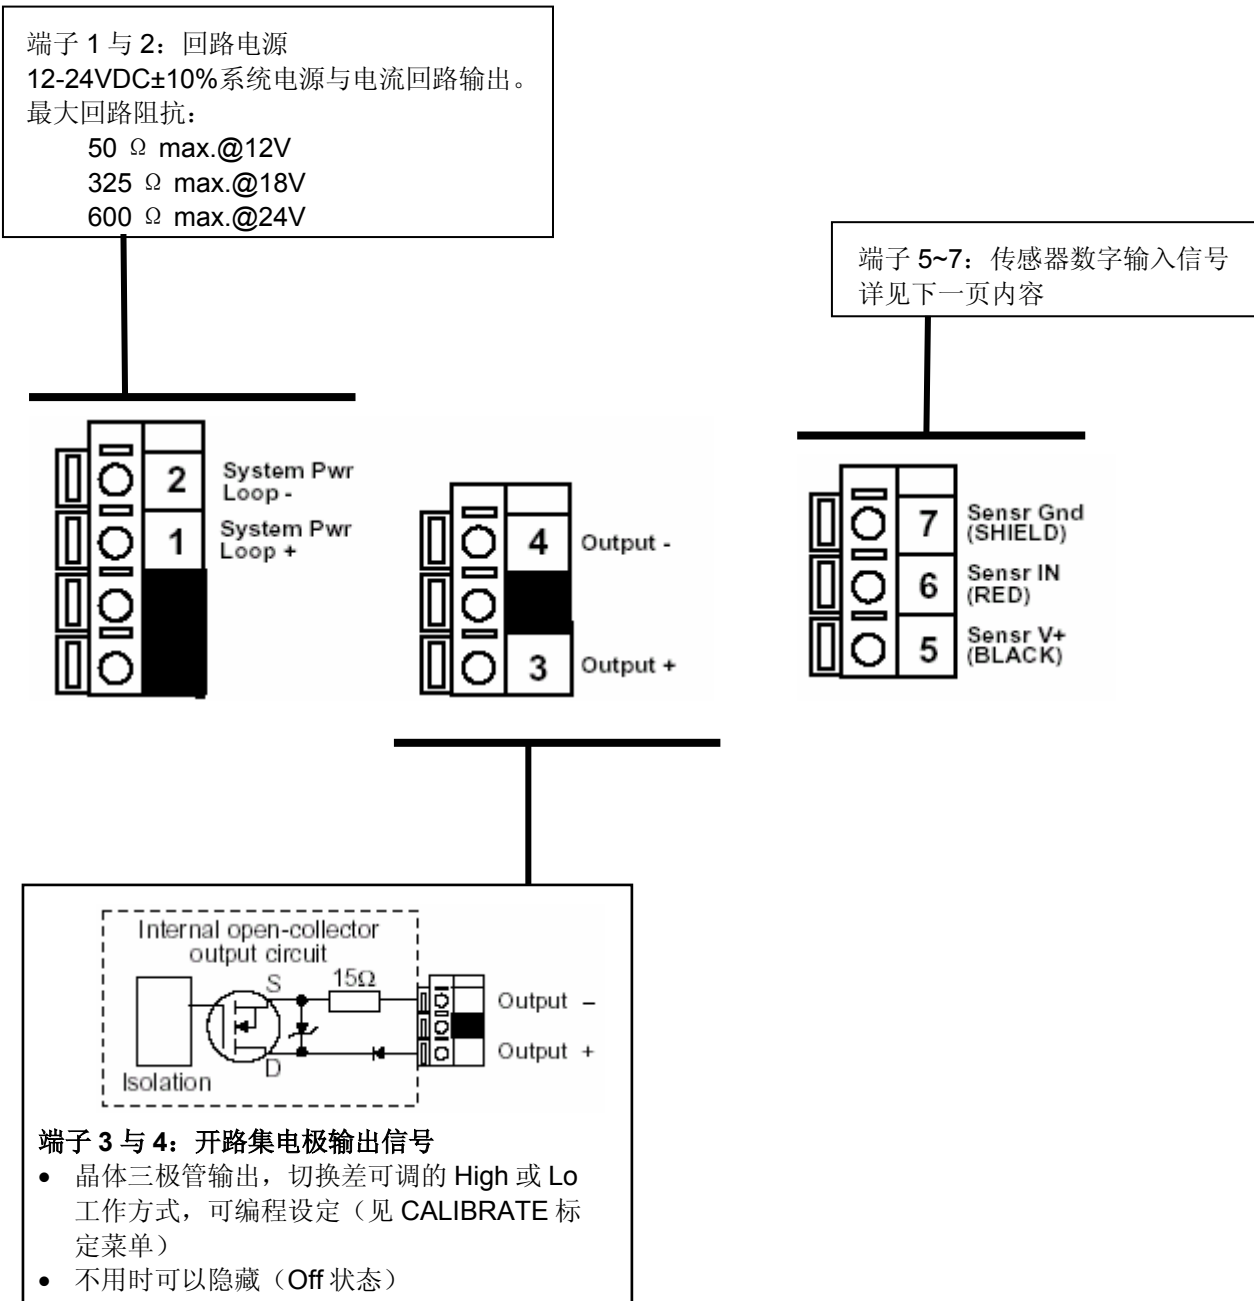 端子 1 与 2：回路电源
12-24VDC±10%系统电源与电流回路输出。
最大回路阻抗：
50 Ω max.@12V
325 Ω max.@18V
600 Ω max.@24V
端子 5~7：传感器数字输入信号
详见下一页内容
2
System Pwr
Loop -
1
System Pwr
Loop +
4
Output -
3
Output +
7
Sensr Gnd
(SHIELD)
6
Sensr IN
(RED)
5
Sensr V+
(BLACK)
Internal open-collector
output circuit
S
15Ω
Output –
Output +
D
Isolation
端子 3 与 4：开路集电极输出信号
● 晶体三极管输出，切换差可调的 High 或 Lo
工作方式，可编程设定（见 CALIBRATE 标
定菜单）
● 不用时可以隐藏（Off 状态）